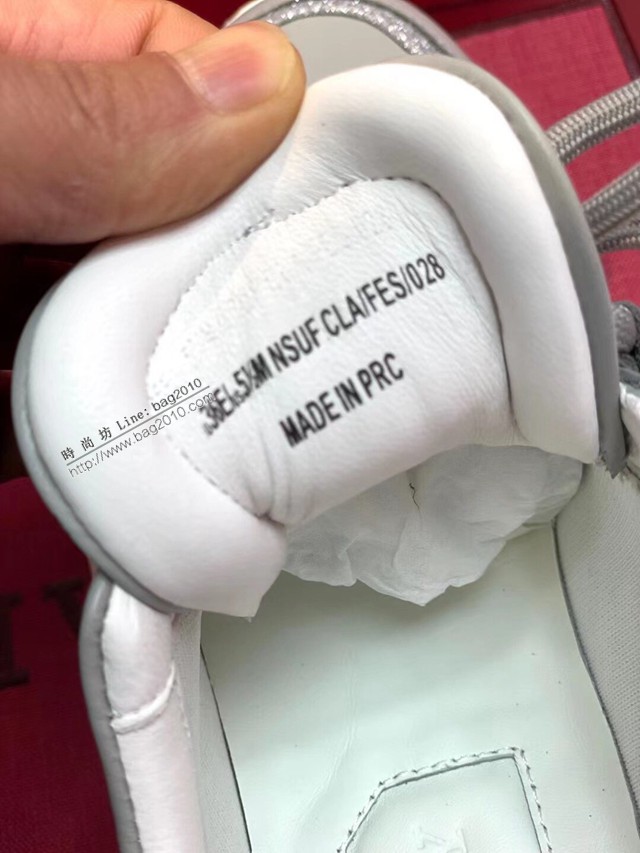 NSUF CLA/FES/028
MADE IN PRC
時尚坊 Line: bag2010
http://www.bag2010.com